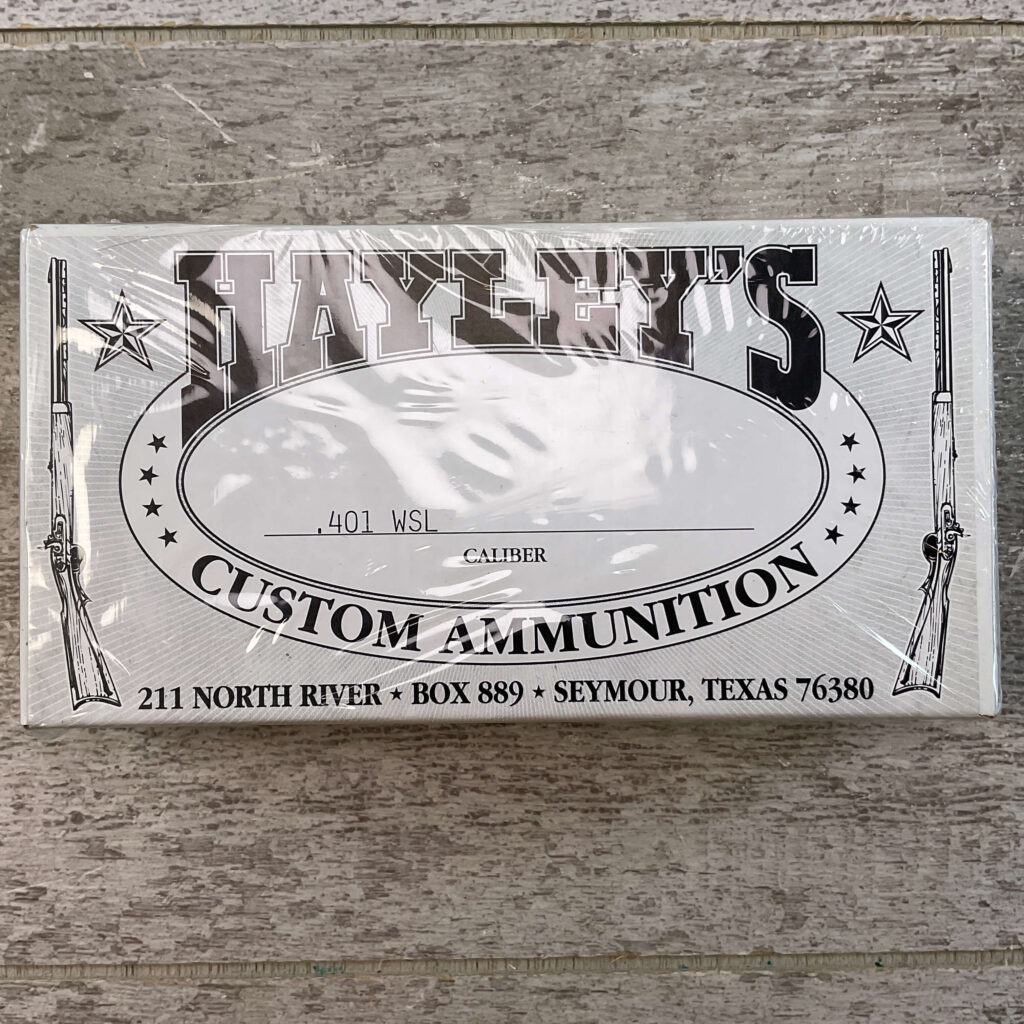 HAYLEY'S
.401 WSL
CALIBER
CUSTOM AMMUNITION
211 NORTH RIVER ★ BOX 889 ★ SEYMOUR, TEXAS 76380